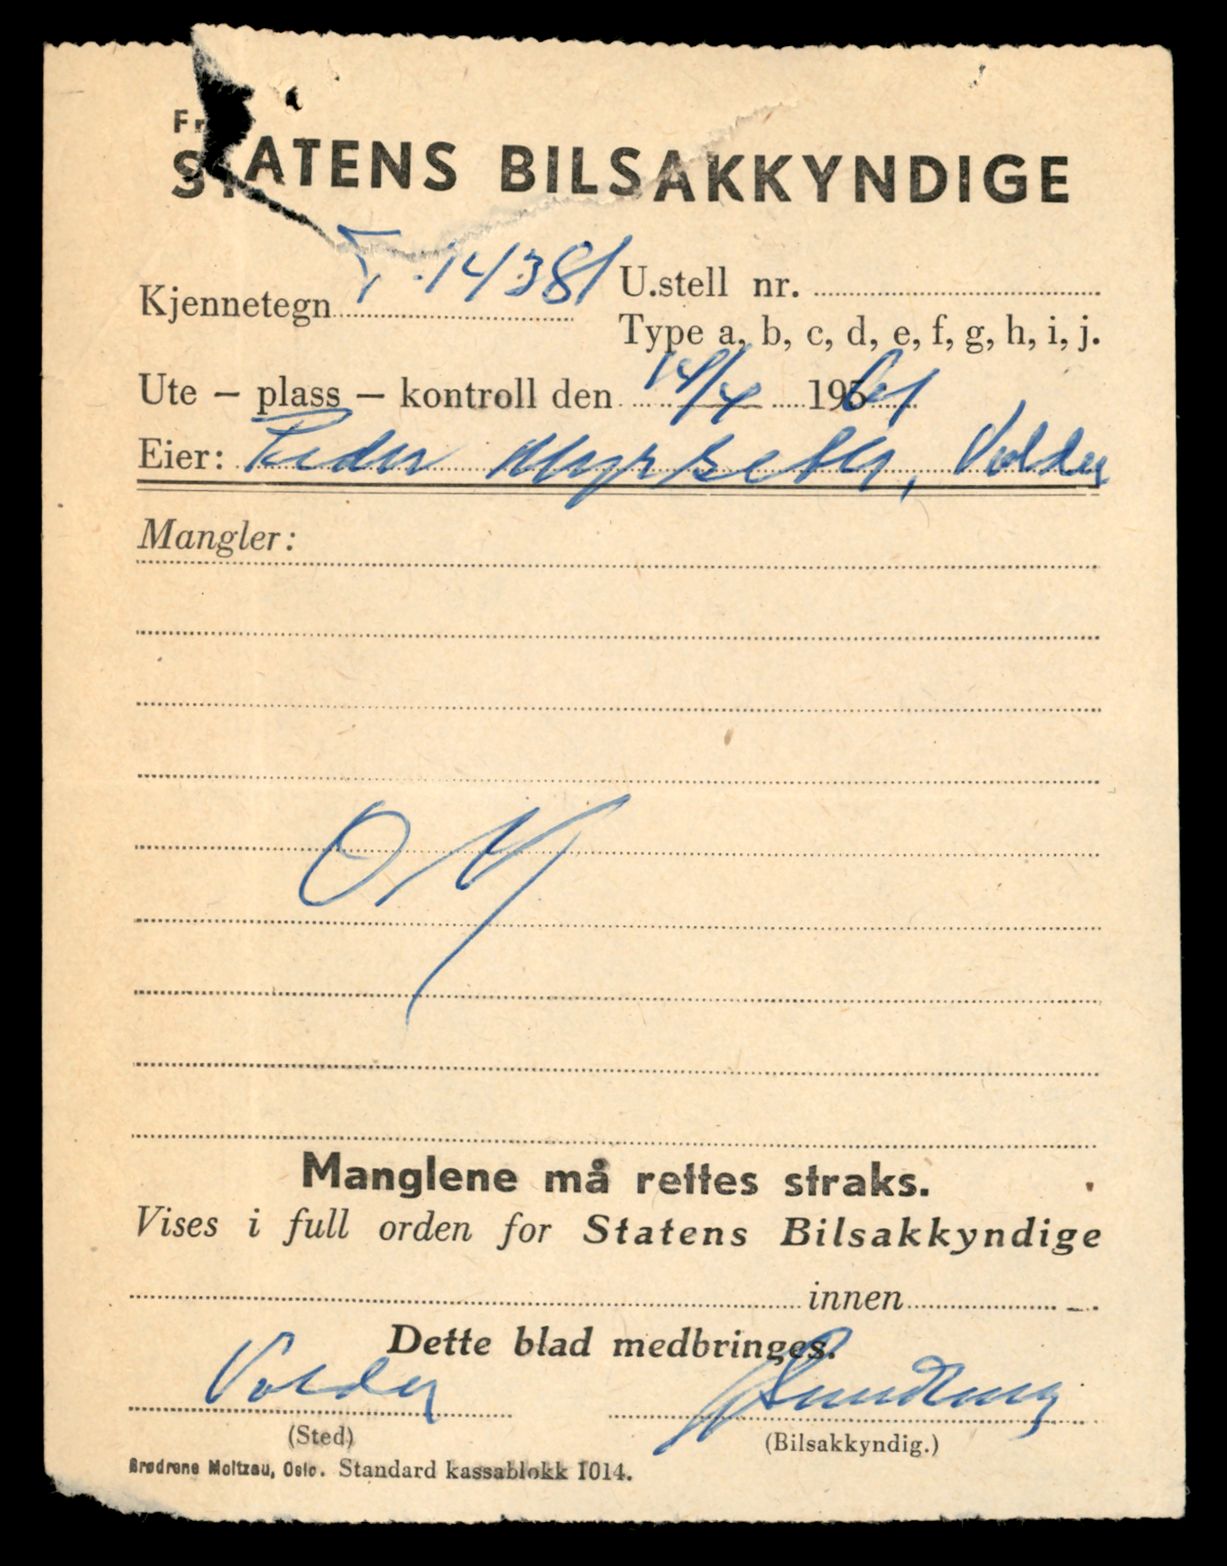 Fr
STATENS BILSAKKYNDIGE
Kjennetegn T.14381 U.stell nr.
Type a, b, c, d, e, f, g, h, i, j.
Ute – plass – kontroll den 14/4 1961
Eier: Peder Myrseth, Volda
Mangler:
O.K
Manglene må rettes straks.
Vises i full orden for Statens Bilsakkyndige
innen
Dette blad medbringes.
Volda
(Sted) (Bilsakkyndig.)
Brødrene Moltzau, Oslo. Standard kassablokk 1014.